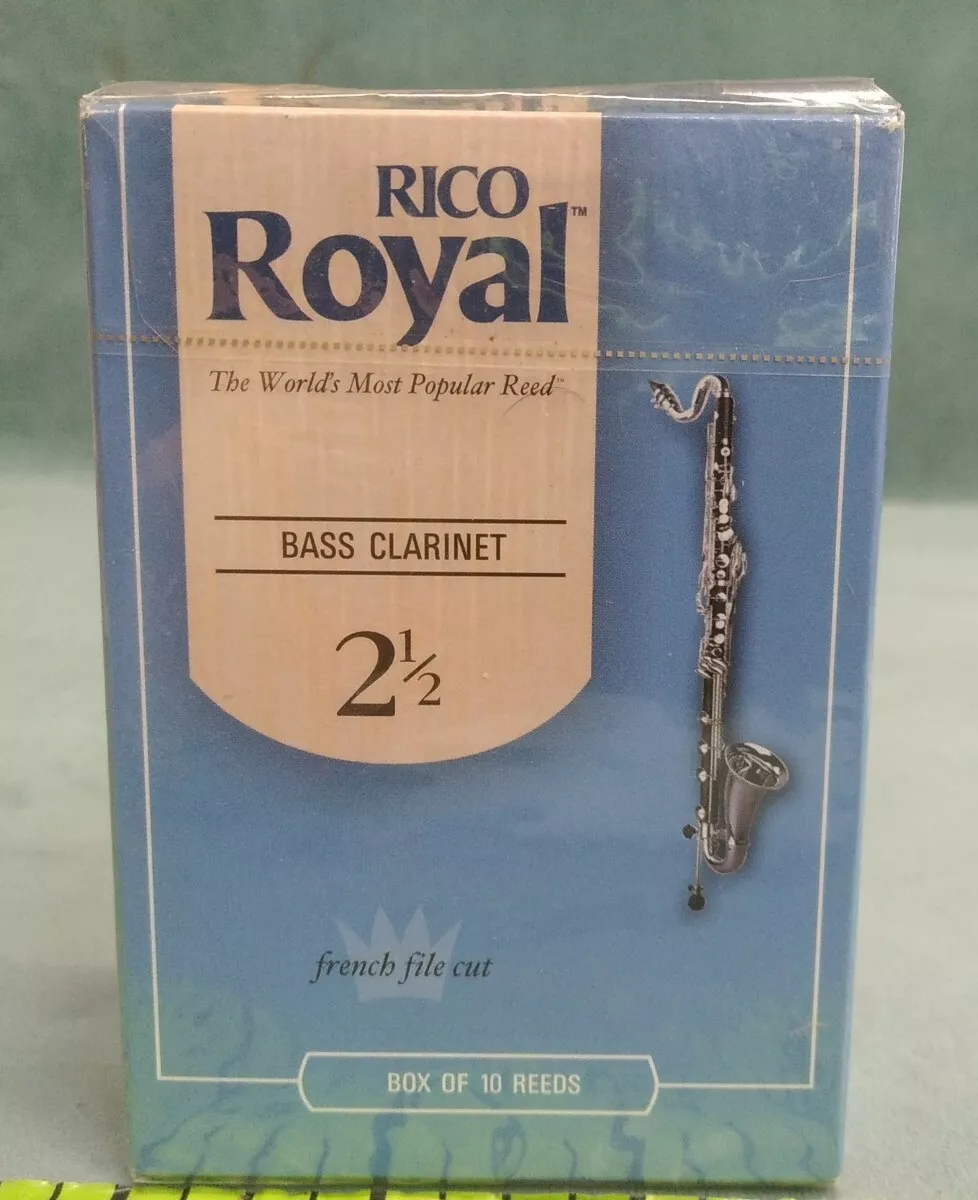 RICO
Royal™
The World's Most Popular Reed™
BASS CLARINET
2½
french file cut
BOX OF 10 REEDS